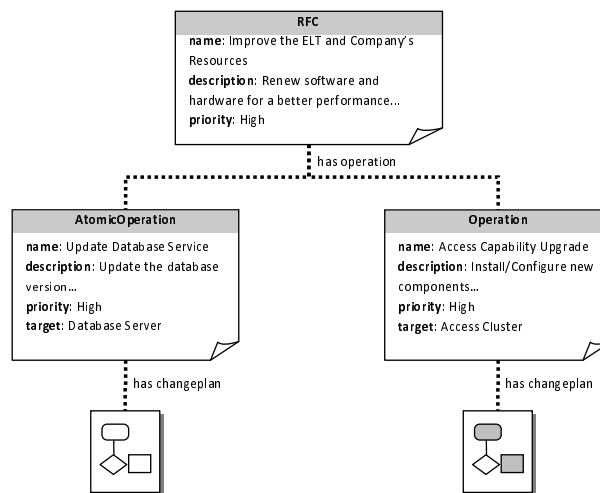 RFC
name: Improve the ELT and Company's
Resources
description: Renew software and
hardware for a better performance...
priority: High
has operation
AtomicOperation
name: Update Database Service
description: Update the database
version...
priority: High
target: Database Server
Operation
name: Access Capability Upgrade
description: Install/Configure new
components...
priority: High
target: Access Cluster
has changeplan
has changeplan